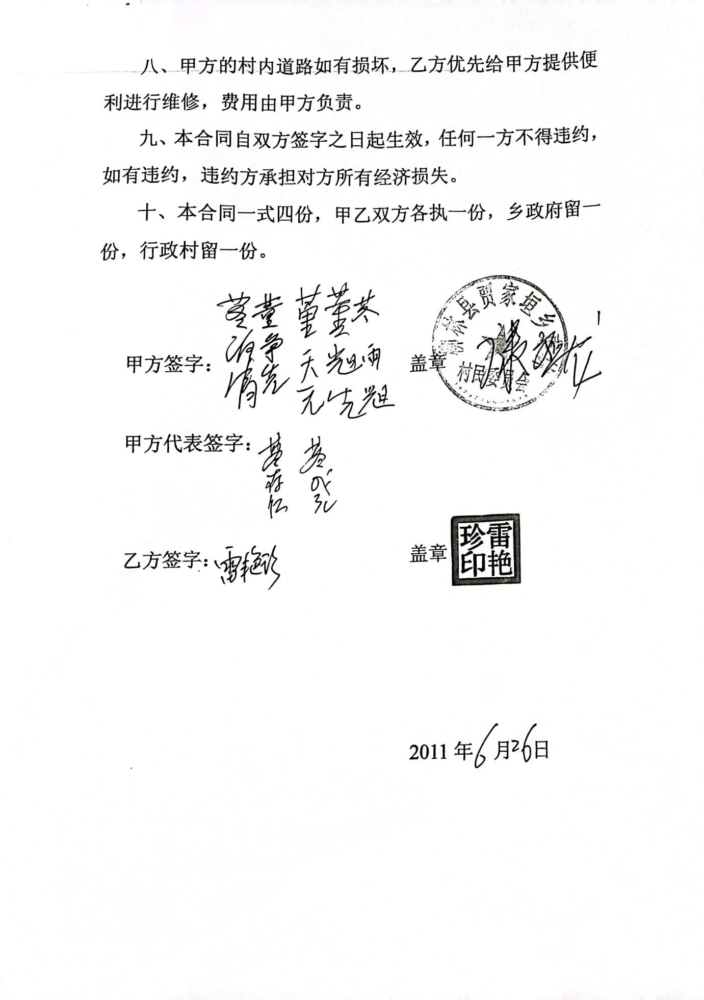 八、甲方的村内道路如有损坏，乙方优先给甲方提供便
利进行维修，费用由甲方负责。
九、本合同自双方签字之日起生效，任何一方不得违约，
如有违约，违约方承担对方所有经济损失。
十、本合同一式四份，甲乙双方各执一份，乡政府留一
份，行政村留一份。
甲方签字：
盖章
林县贾家垣乡
村民委员会
甲方代表签字：
乙方签字：雷艳珍
盖章
雷艳
珍印
2011年6月26日